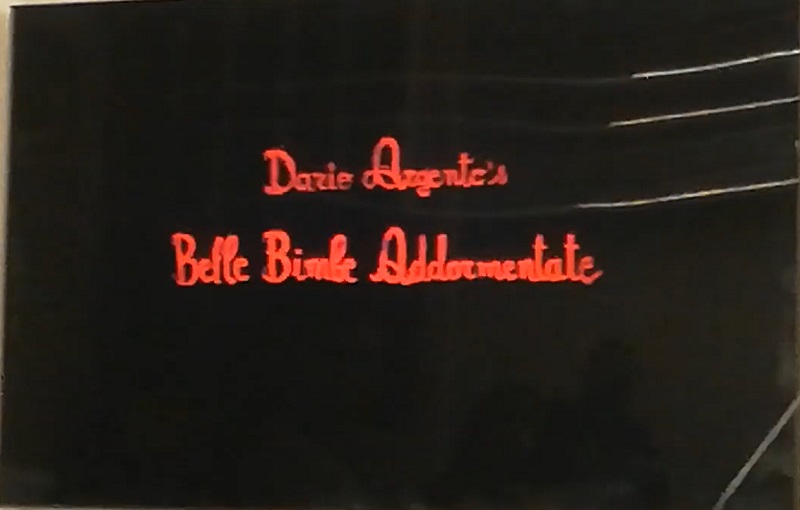 Dario Argento's
Belle Bimbe Addormentate